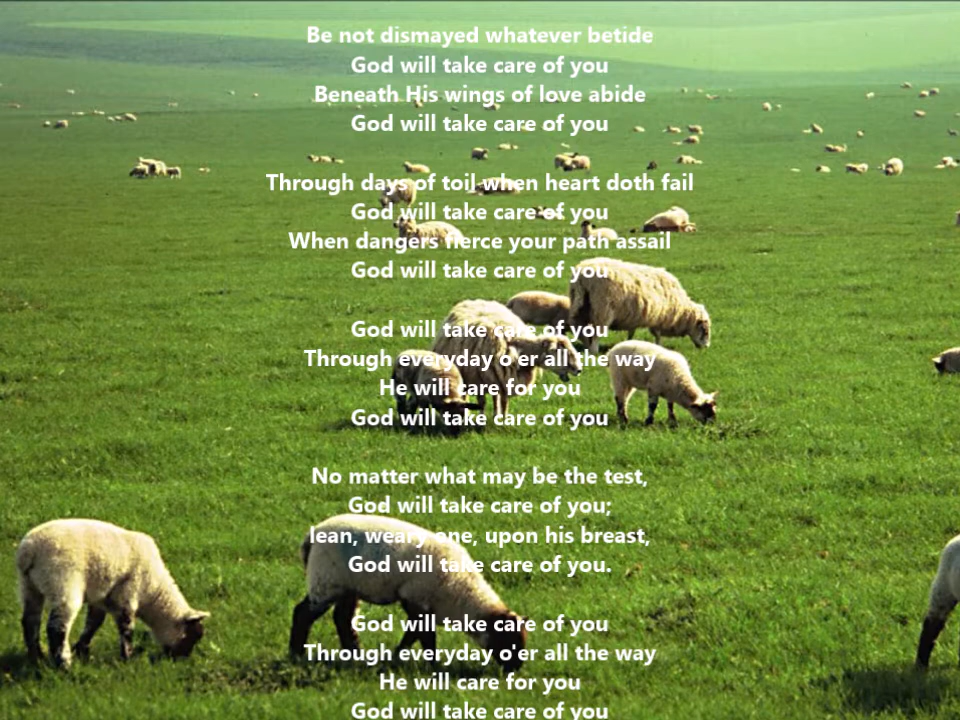 Be not dismayed whatever betide
God will take care of you
Beneath His wings of love abide
God will take care of you
Through days of toil when heart doth fail
God will take care of you
When dangers fierce your path assail
God will take care of you
God will take care of you
Through everyday o'er all the way
He will care for you
God will take care of you
No matter what may be the test,
God will take care of you;
lean, weary one, upon his breast,
God will take care of you.
God will take care of you
Through everyday o'er all the way
He will care for you
God will take care of you